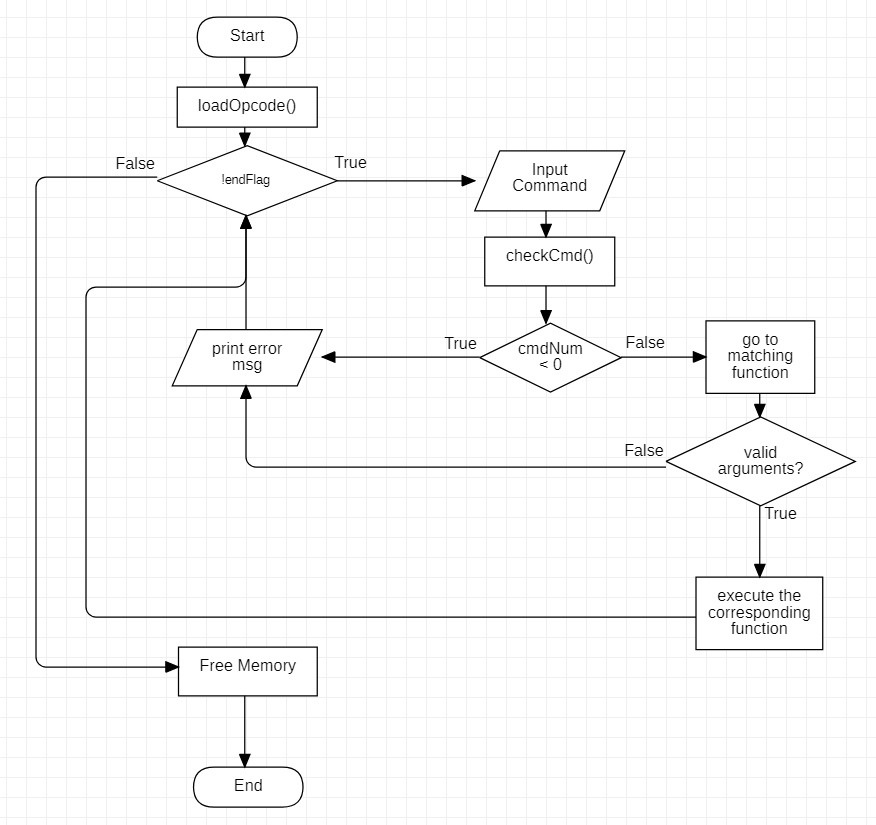 Start
loadOpcode()
False
True
!endFlag
Input
Command
checkCmd()
print error
msg
True
cmdNum
< 0
False
go to
matching
function
False
valid
arguments?
True
execute the
corresponding
function
Free Memory
End